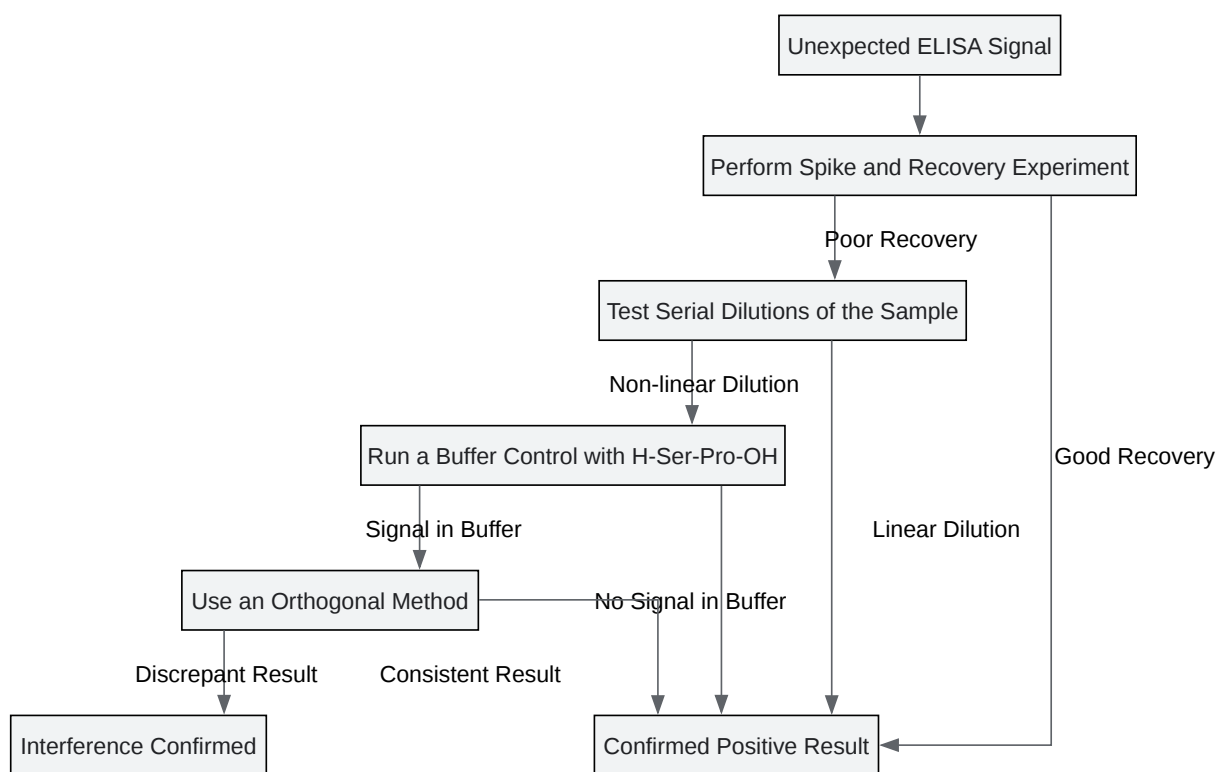 Unexpected ELISA Signal
Perform Spike and Recovery Experiment
Poor Recovery
Test Serial Dilutions of the Sample
Non-linear Dilution
Run a Buffer Control with H-Ser-Pro-OH
Good Recovery
Signal in Buffer
Linear Dilution
Use an Orthogonal Method
No Signal in Buffer
Discrepant Result
Consistent Result
Interference Confirmed
Confirmed Positive Result